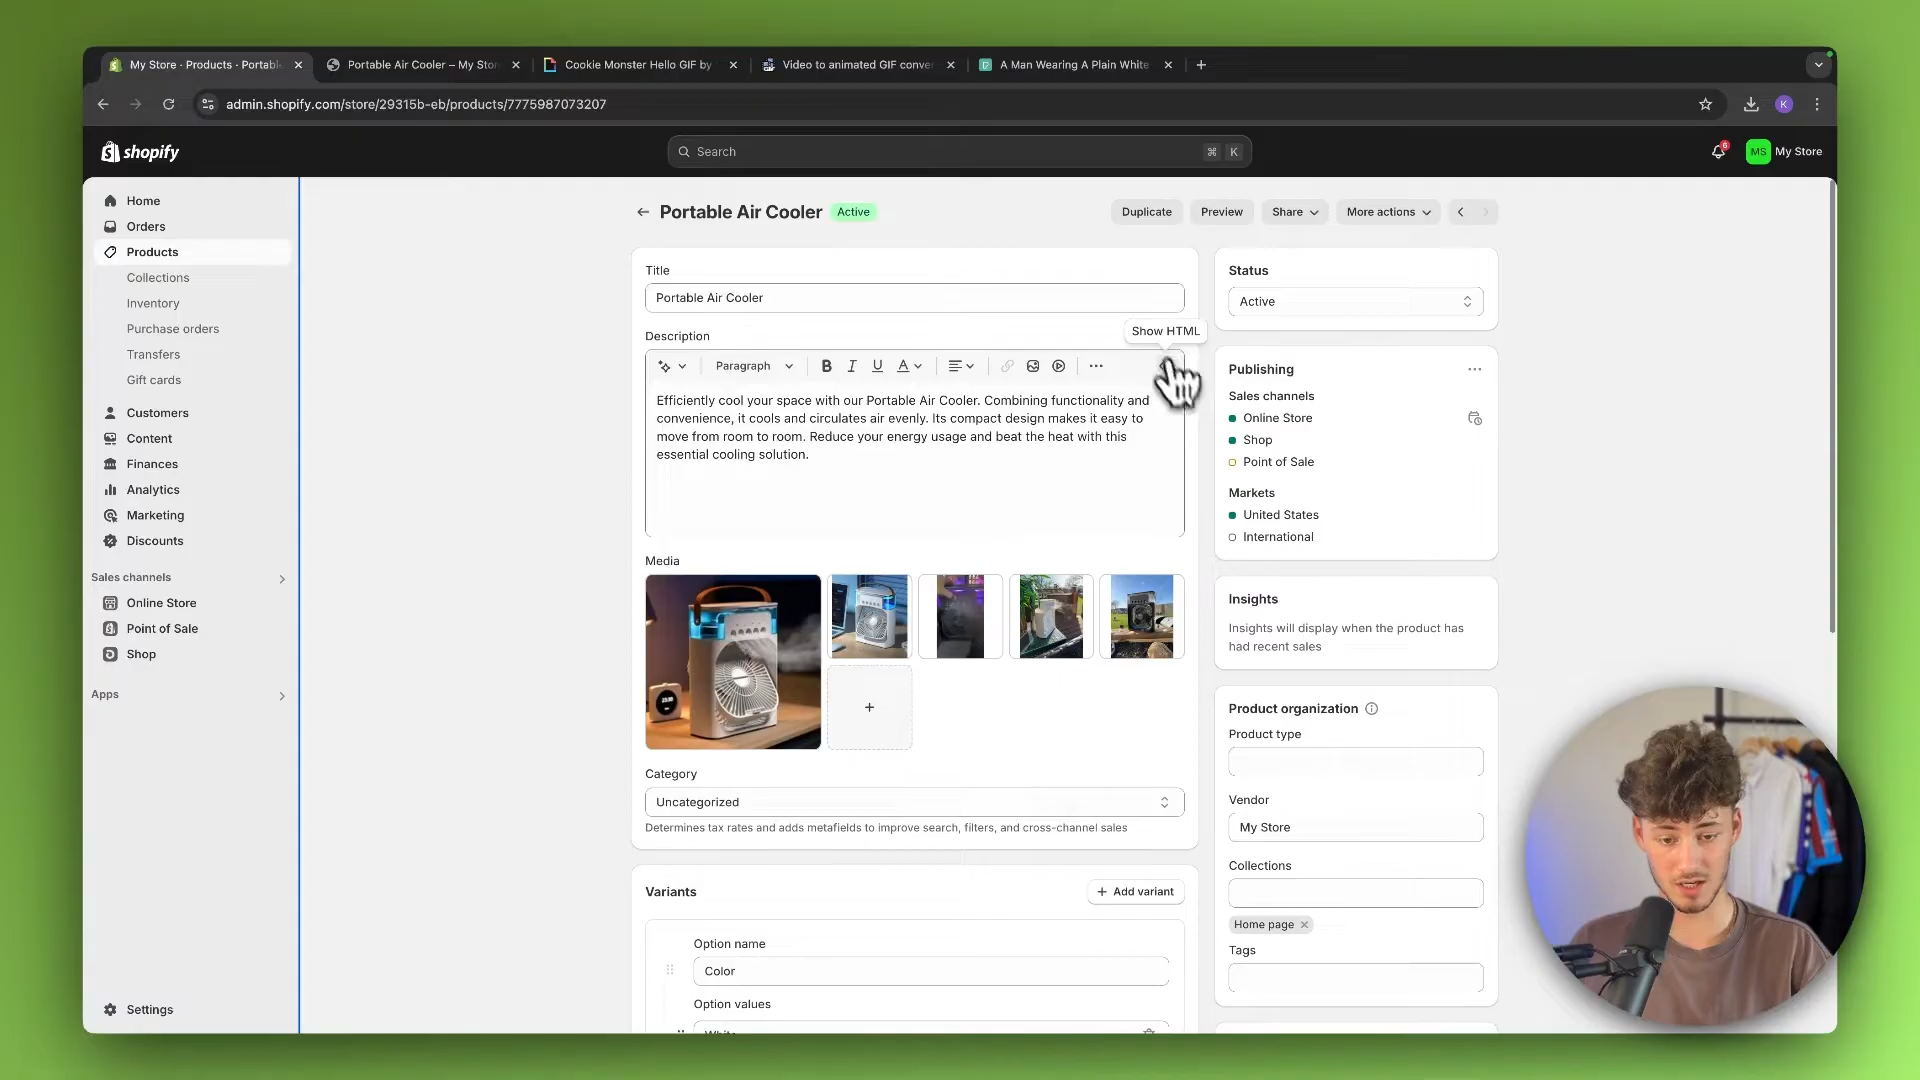 My Store · Products · Portabl
Portable Air Cooler – My Stor
Cookie Monster Hello GIF by
Video to animated GIF conver
A Man Wearing A Plain White
admin.shopify.com/store/29315b-eb/products/7775987073207
K
shopify
Search
⌘ K
6
MS My Store
Home
Orders
Products
Collections
Inventory
Purchase orders
Transfers
Gift cards
Customers
Content
Finances
Analytics
Marketing
Discounts
Sales channels
Online Store
Point of Sale
Shop
Apps
Settings
Portable Air Cooler Active
Duplicate
Preview
Share
More actions
Title
Portable Air Cooler
Description
Show HTML
Paragraph
B I U A
Efficiently cool your space with our Portable Air Cooler. Combining functionality and
convenience, it cools and circulates air evenly. Its compact design makes it easy to
move from room to room. Reduce your energy usage and beat the heat with this
essential cooling solution.
Media
Category
Uncategorized
Determines tax rates and adds metafields to improve search, filters, and cross-channel sales
Variants
+ Add variant
Option name
Color
Option values
White
Status
Active
Publishing
Sales channels
Online Store
Shop
Point of Sale
Markets
United States
International
Insights
Insights will display when the product has
had recent sales
Product organization
Product type
Vendor
My Store
Collections
Home page
Tags